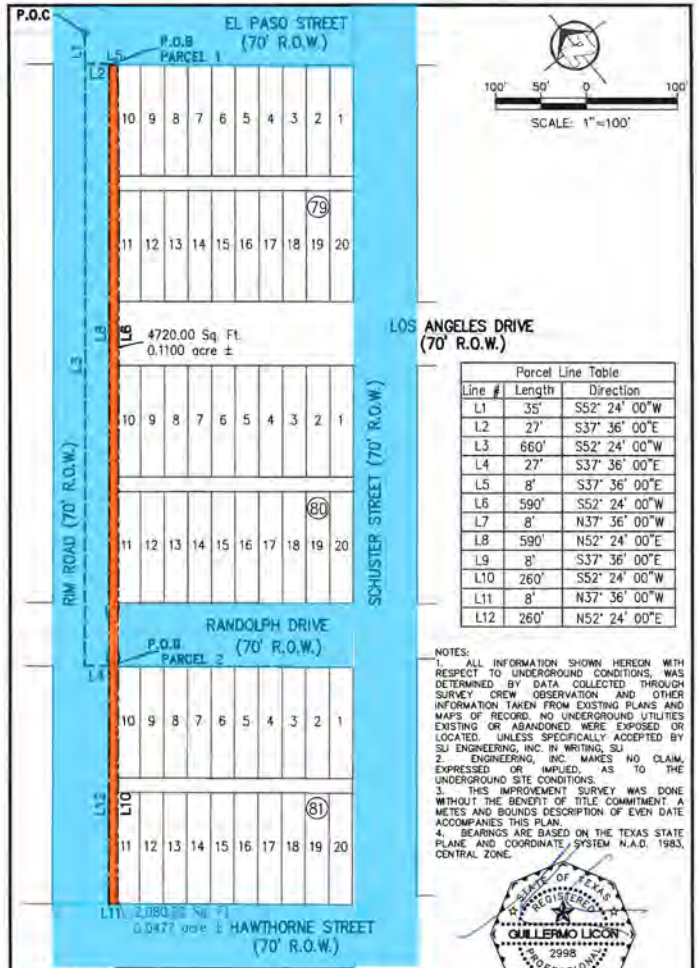 P.O.C
EL PASO STREET
(70' R.O.W.)
L1
L5
P.O.B
PARCEL 1
L2
100' 50' 0 100'
SCALE: 1"=100'
10 9 8 7 6 5 4 3 2 1
79
11 12 13 14 15 16 17 18 19 20
L8
L6
4720.00 Sq. Ft.
0.1100 acre ±
LOS ANGELES DRIVE
(70' R.O.W.)
L3
10 9 8 7 6 5 4 3 2 1
80
11 12 13 14 15 16 17 18 19 20
RIM ROAD (70' R.O.W.)
SCHUSTER STREET (70' R.O.W.)
RANDOLPH DRIVE
(70' R.O.W.)
P.O.B
PARCEL 2
L4
10 9 8 7 6 5 4 3 2 1
81
11 12 13 14 15 16 17 18 19 20
L12
L10
L11
2,080.00 Sq. Ft.
0.0477 acre ±
HAWTHORNE STREET
(70' R.O.W.)
Parcel Line Table
Line # Length Direction
L1 35' S52° 24' 00"W
L2 27' S37° 36' 00"E
L3 660' S52° 24' 00"W
L4 27' S37° 36' 00"E
L5 8' S37° 36' 00"E
L6 590' S52° 24' 00"W
L7 8' N37° 36' 00"W
L8 590' N52° 24' 00"E
L9 8' S37° 36' 00"E
L10 260' S52° 24' 00"W
L11 8' N37° 36' 00"W
L12 260' N52° 24' 00"E
NOTES:
1. ALL INFORMATION SHOWN HEREON WITH
RESPECT TO UNDERGROUND CONDITIONS, WAS
DETERMINED BY DATA COLLECTED THROUGH
SURVEY CREW OBSERVATION AND OTHER
INFORMATION TAKEN FROM EXISTING PLANS AND
MAPS OF RECORD. NO UNDERGROUND UTILITIES
EXISTING OR ABANDONED WERE EXPOSED OR
LOCATED. UNLESS SPECIFICALLY ACCEPTED BY
SLI ENGINEERING, INC. IN WRITING, SLI
2. ENGINEERING, INC. MAKES NO CLAIM,
EXPRESSED OR IMPLIED, AS TO THE
UNDERGROUND SITE CONDITIONS.
3. THIS IMPROVEMENT SURVEY WAS DONE
WITHOUT THE BENEFIT OF TITLE COMMITMENT. A
METES AND BOUNDS DESCRIPTION OF EVEN DATE
ACCOMPANIES THIS PLAN.
4. BEARINGS ARE BASED ON THE TEXAS STATE
PLANE AND COORDINATE SYSTEM N.A.D. 1983,
CENTRAL ZONE.
STATE OF TEXAS
REGISTERED
GUILLERMO LICON
2998
PROFESSIONAL